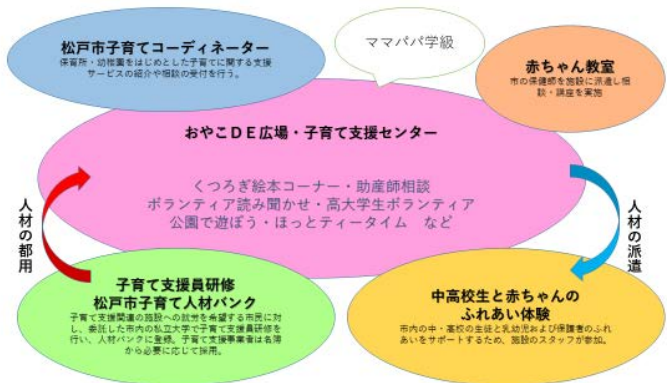 松戸市子育てコーディネーター
保育所・幼稚園をはじめとした子育てに関する支援
サービスの紹介や相談の受付を行う。
ママパパ学級
赤ちゃん教室
市の保健師を施設に派遣し相
談・講座を実施
おやこDE広場・子育て支援センター
くつろぎ絵本コーナー・助産師相談
ボランティア読み聞かせ・高大学生ボランティア
公園で遊ぼう・ほっとティータイム など
人材の都用
人材の派遣
子育て支援員研修
松戸市子育て人材バンク
子育て支援関連の施設への就労を希望する市民に対
し、委託した市内の私立大学で子育て支援員研修を
行い、人材バンクに登録。子育て支援事業者は名簿
から必要に応じて採用。
中高校生と赤ちゃんの
ふれあい体験
市内の中・高校の生徒と乳幼児および保護者のふれ
あいをサポートするため、施設のスタッフが参加。